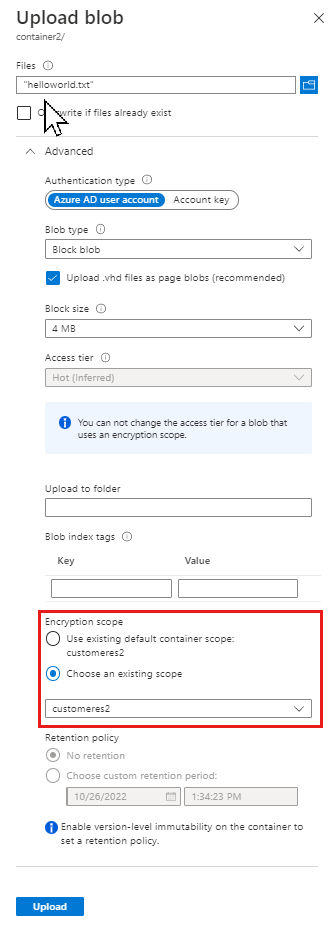 Upload blob
container2/
Files
"helloworld.txt"
Overwrite if files already exist
Advanced
Authentication type
Azure AD user account Account key
Blob type
Block blob
Upload .vhd files as page blobs (recommended)
Block size
4 MB
Access tier
Hot (Inferred)
You can not change the access tier for a blob that
uses an encryption scope.
Upload to folder
Blob index tags
Key Value
Encryption scope
Use existing default container scope:
customeres2
Choose an existing scope
customeres2
Retention policy
No retention
Choose custom retention period:
10/26/2022 1:34:23 PM
Enable version-level immutability on the container to
set a retention policy.
Upload